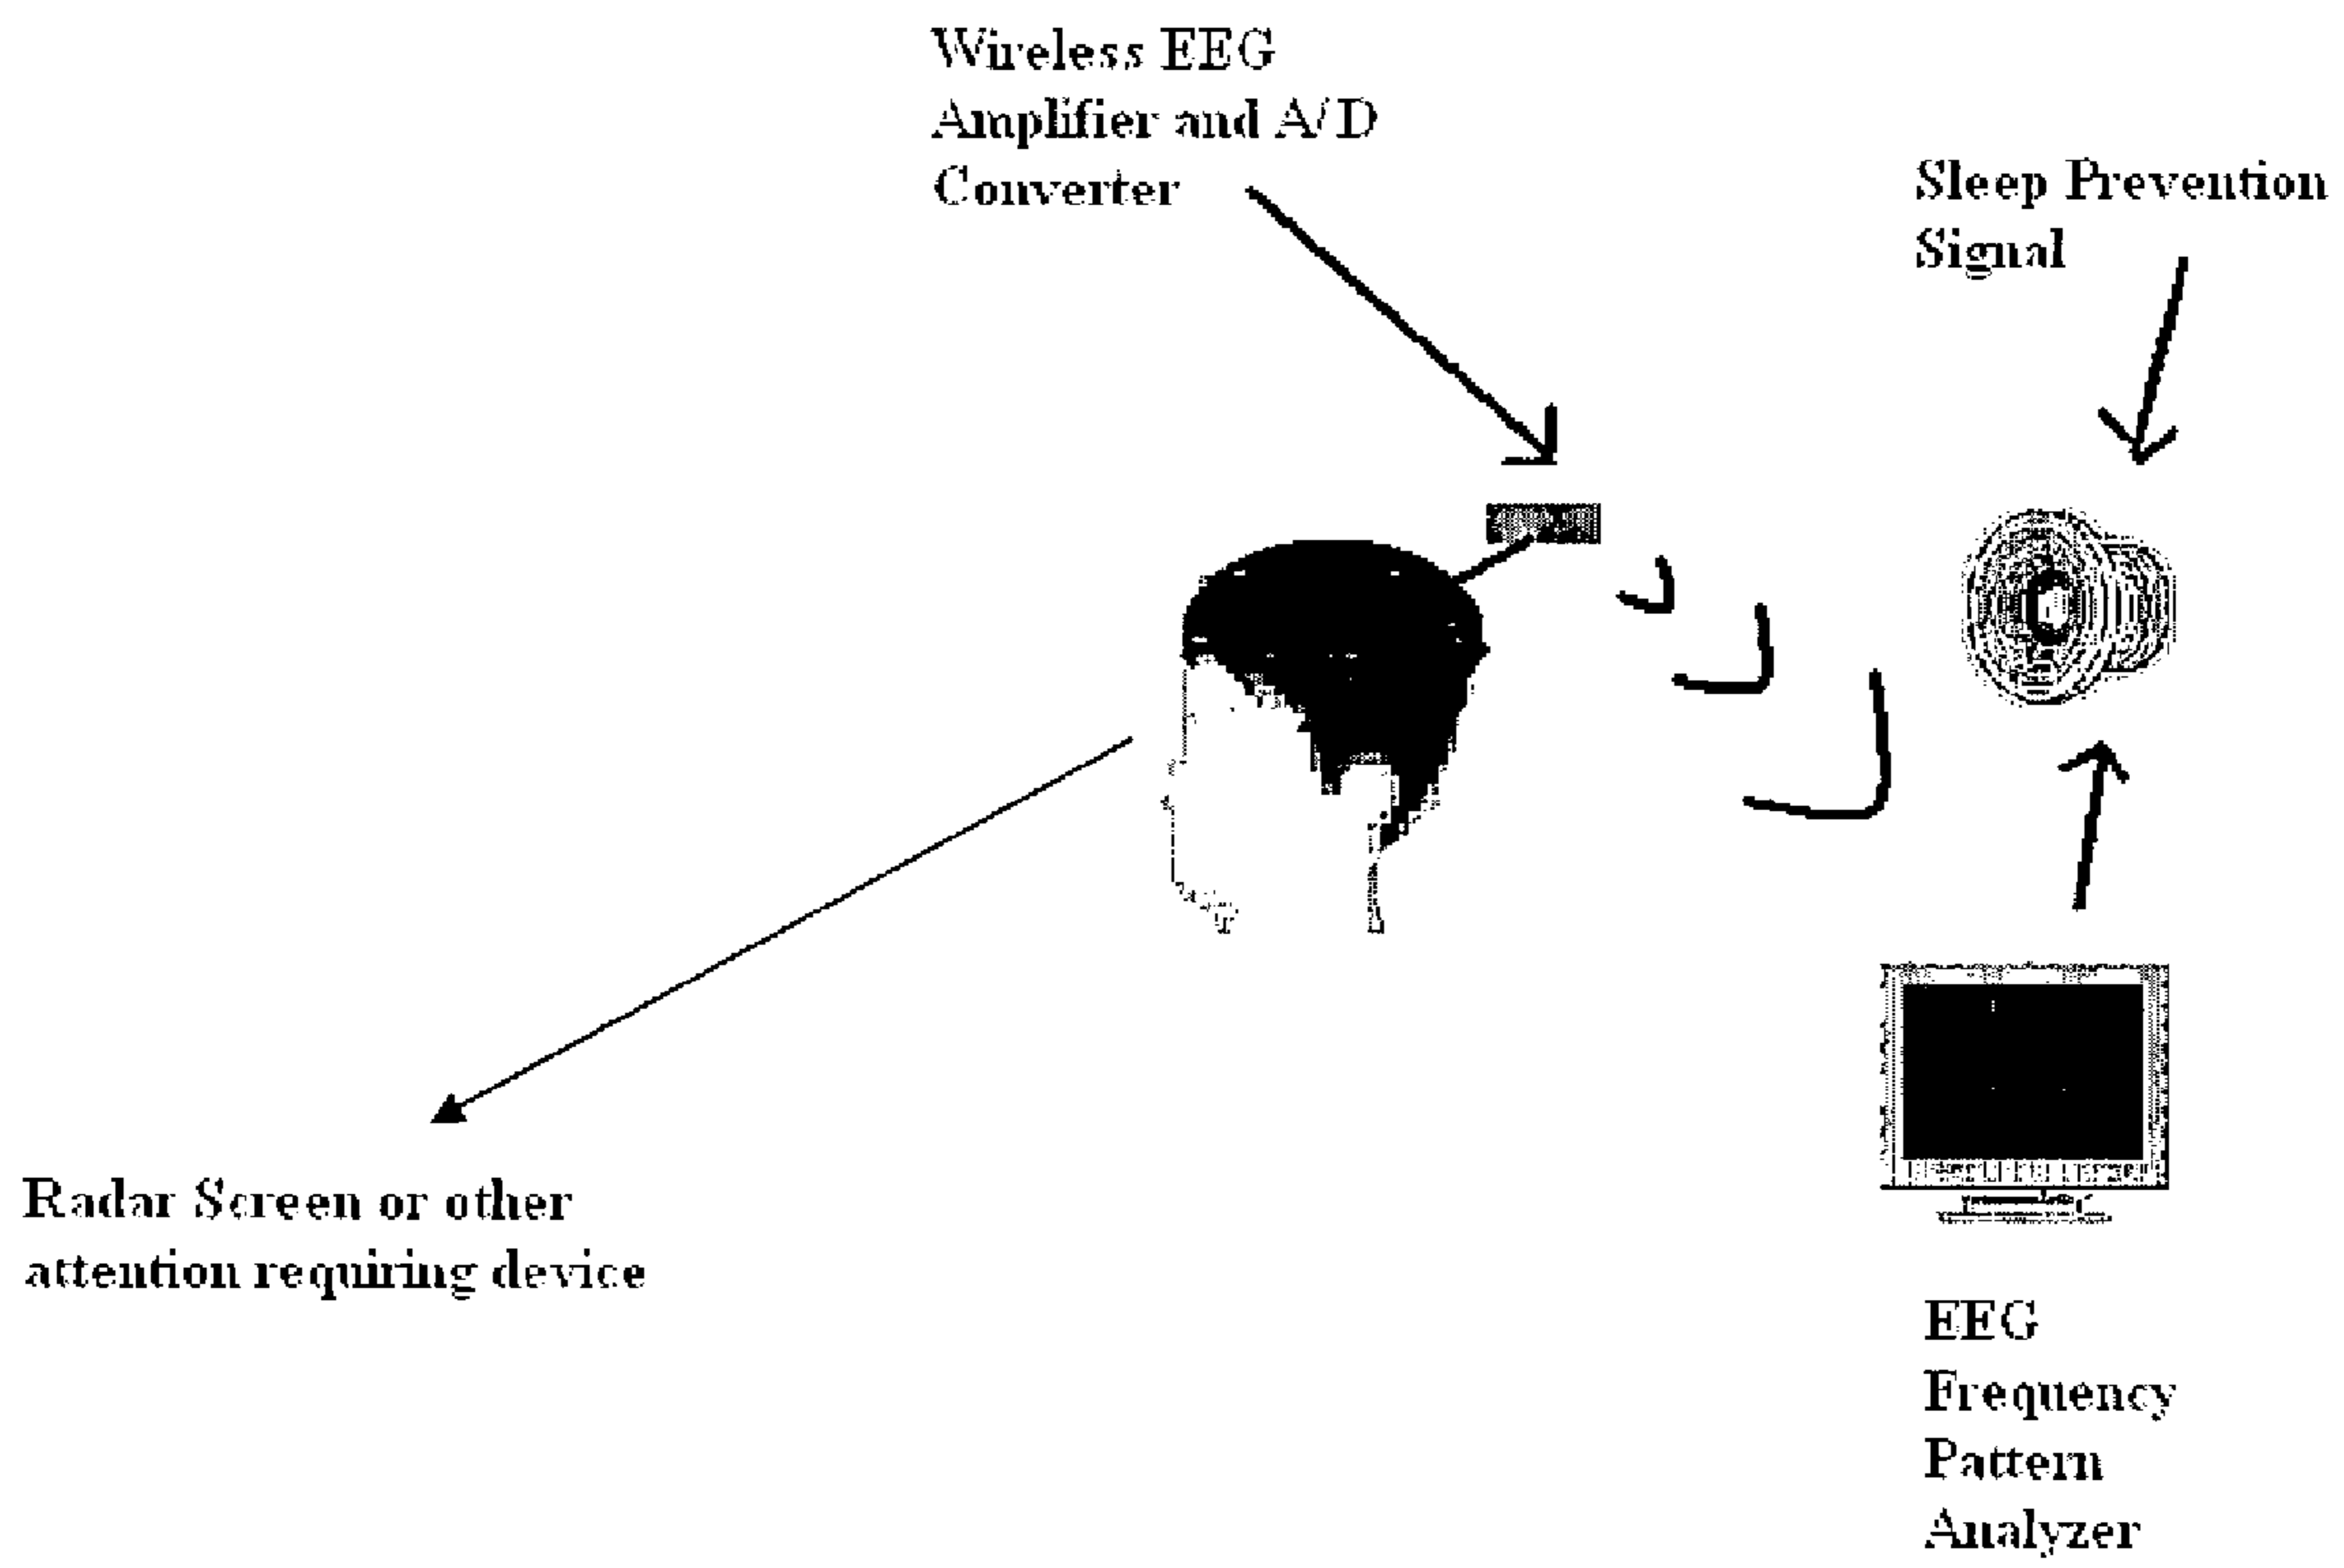 Wireless EEG
Amplifier and A/D
Converter
Sleep Prevention
Signal
Radar Screen or other
attention requiring device
EEG
Frequency
Pattern
Analyzer